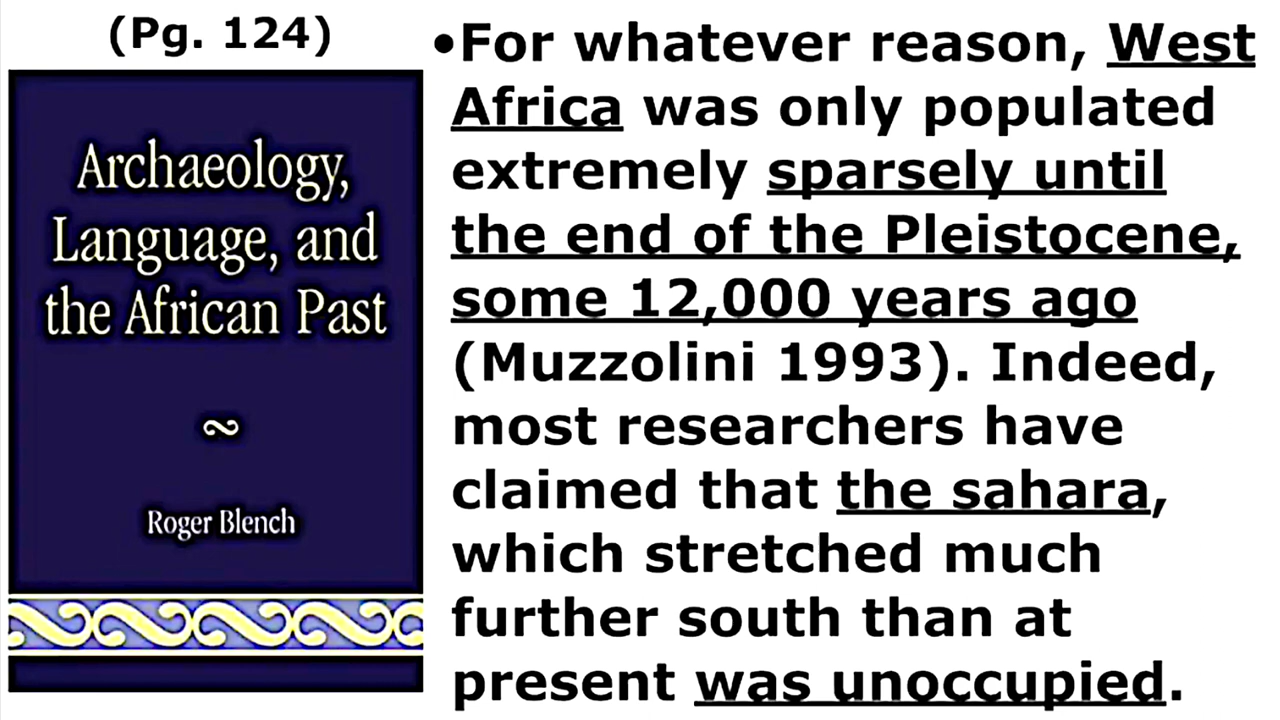 (Pg. 124)
Archaeology,
Language, and
the African Past
Roger Blench
•For whatever reason, West
Africa was only populated
extremely sparsely until
the end of the Pleistocene,
some 12,000 years ago
(Muzzolini 1993). Indeed,
most researchers have
claimed that the sahara,
which stretched much
further south than at
present was unoccupied.